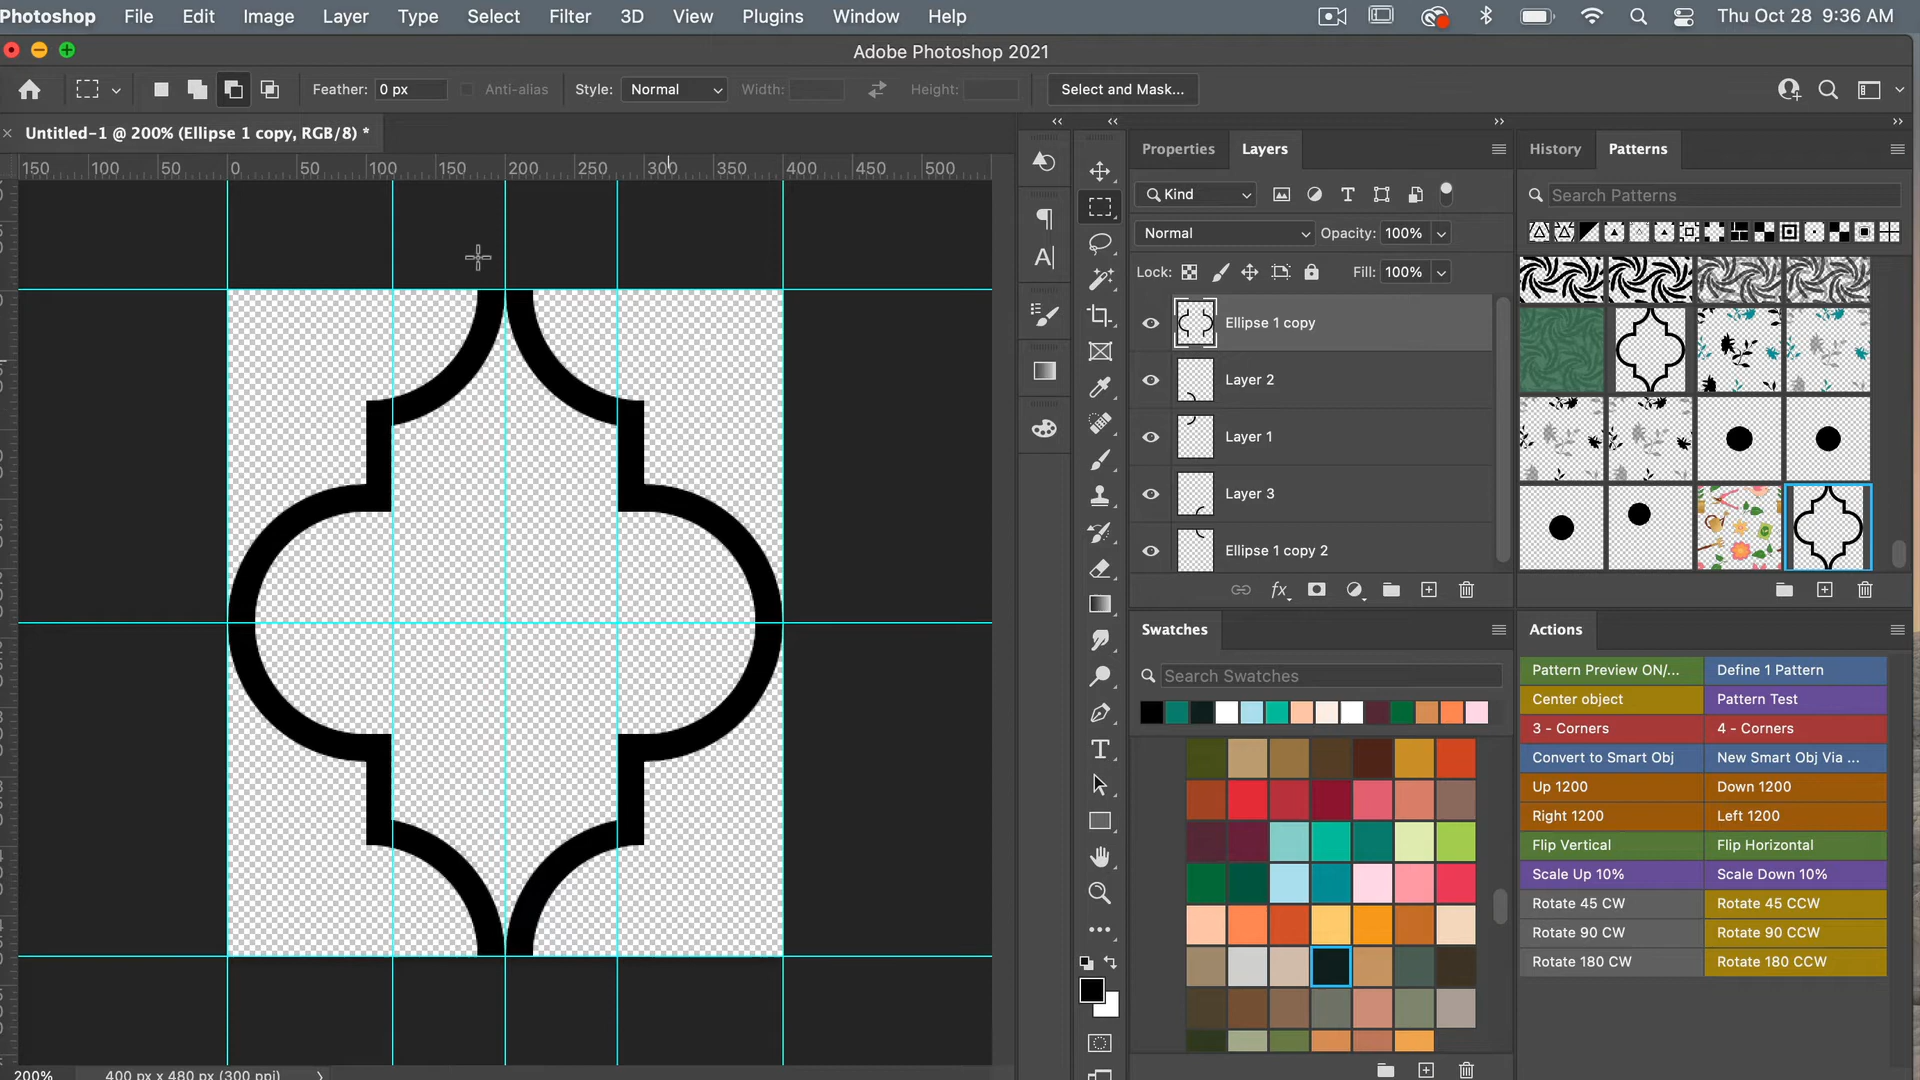 Photoshop File Edit Image Layer Type Select Filter 3D View Plugins Window Help Thu Oct 28 9:36 AM
Adobe Photoshop 2021
Feather: 0 px Anti-alias Style: Normal Width: Height: Select and Mask...
Untitled-1 @ 200% (Ellipse 1 copy, RGB/8) *
150 100 50 0 50 100 150 200 250 300 350 400 450 500
Properties Layers
Kind
Normal Opacity: 100%
Lock: Fill: 100%
Ellipse 1 copy
Layer 2
Layer 1
Layer 3
Ellipse 1 copy 2
History Patterns
Search Patterns
Swatches
Search Swatches
Actions
Pattern Preview ON/... Define 1 Pattern
Center object Pattern Test
3 - Corners 4 - Corners
Convert to Smart Obj New Smart Obj Via ...
Up 1200 Down 1200
Right 1200 Left 1200
Flip Vertical Flip Horizontal
Scale Up 10% Scale Down 10%
Rotate 45 CW Rotate 45 CCW
Rotate 90 CW Rotate 90 CCW
Rotate 180 CW Rotate 180 CCW
200% 400 px x 480 px (300 ppi)